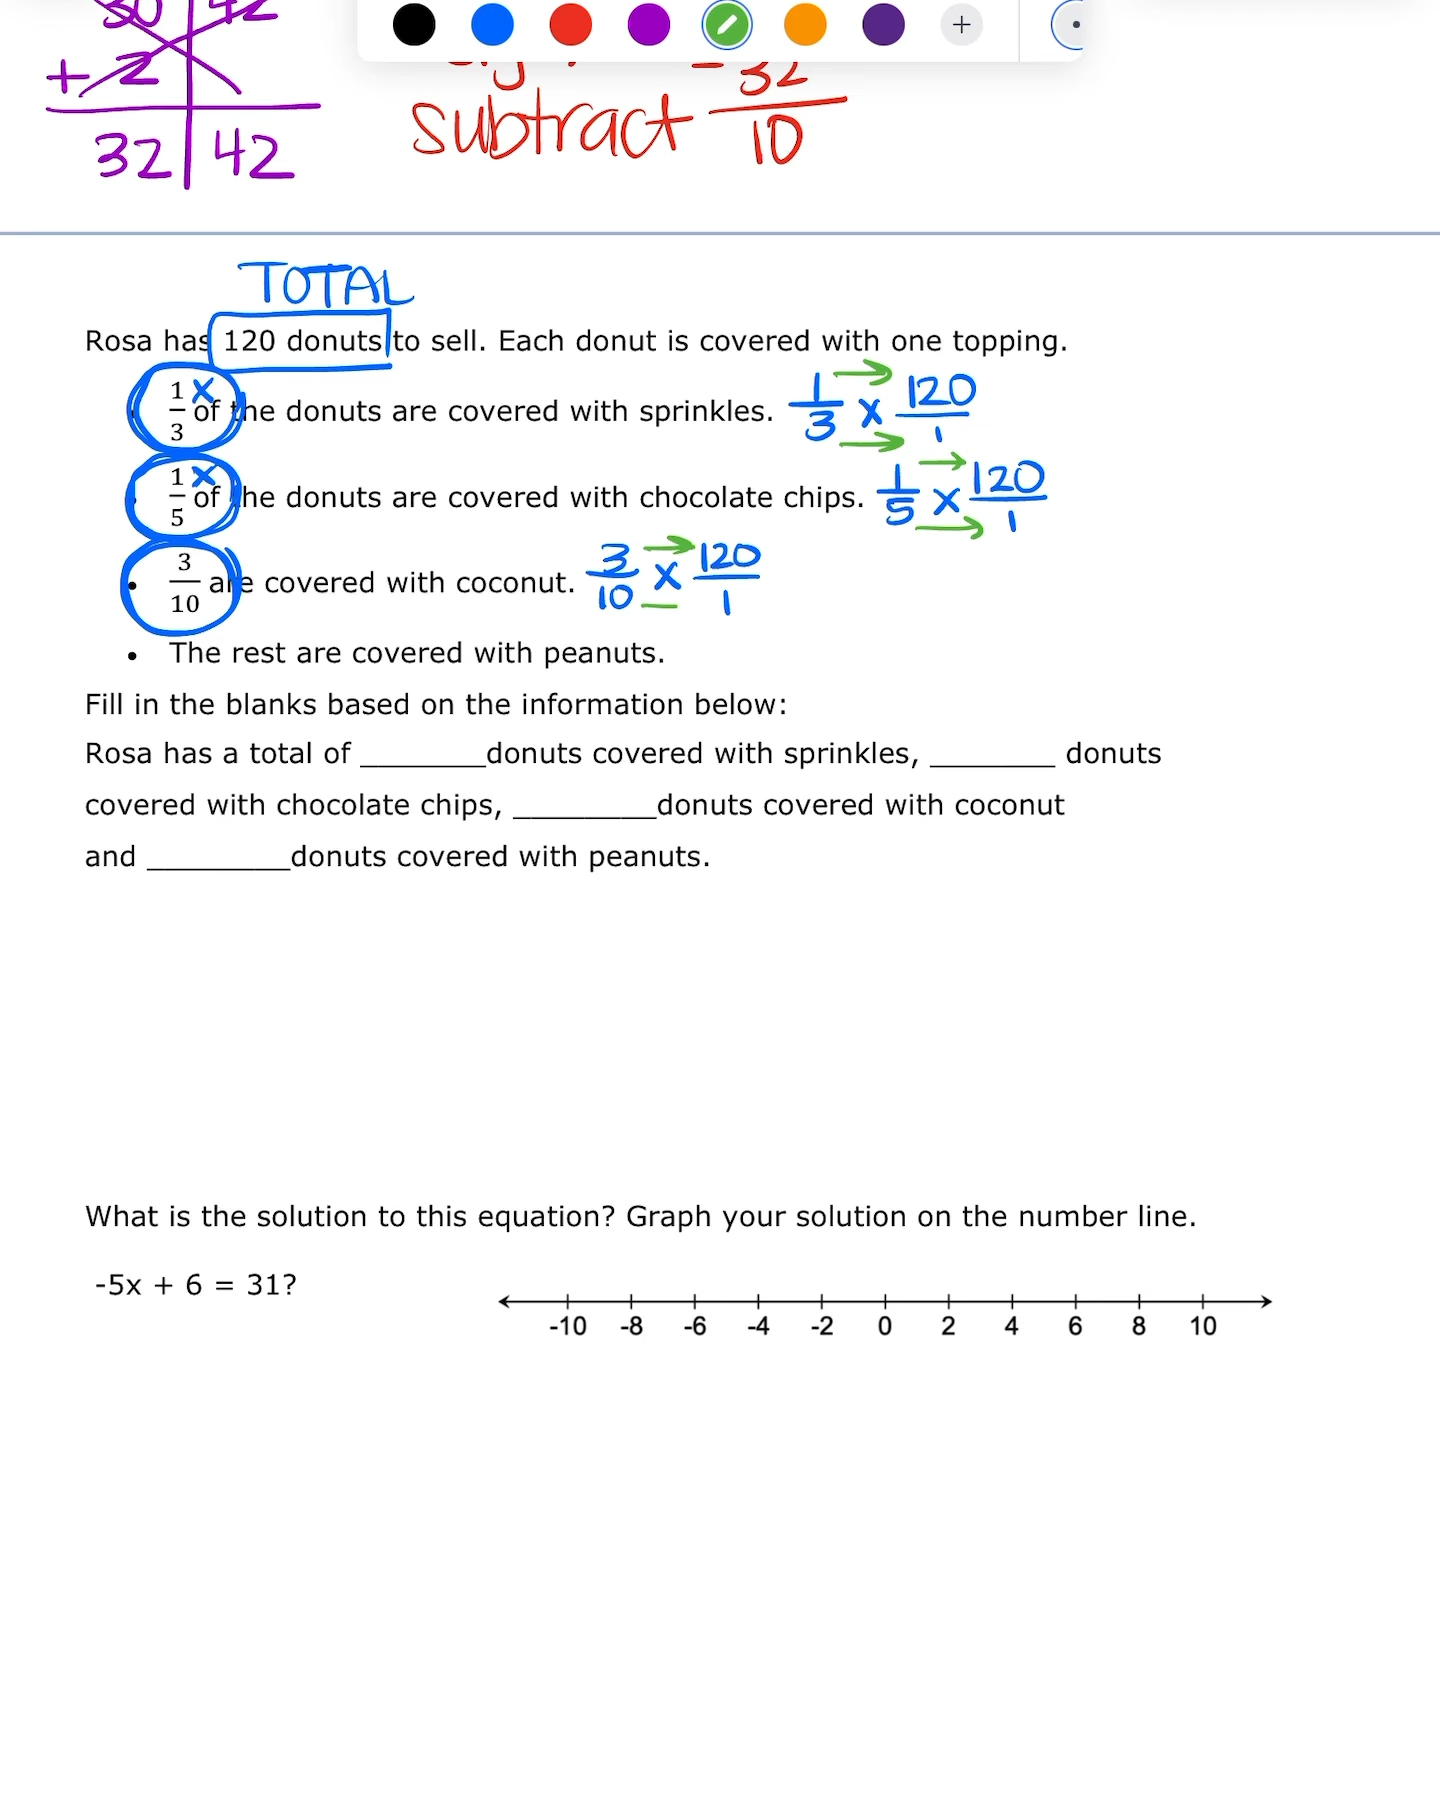 30 | 42
+ 2
32 | 42
- 32
subtract
10
TOTAL
Rosa has 120 donuts to sell. Each donut is covered with one topping.
1/3 x of the donuts are covered with sprinkles. 1/3 x 120/1
1/5 x of the donuts are covered with chocolate chips. 1/5 x 120/1
• 3/10 are covered with coconut. 3/10 x 120/1
• The rest are covered with peanuts.
Fill in the blanks based on the information below:
Rosa has a total of _______donuts covered with sprinkles, _______ donuts
covered with chocolate chips, ________donuts covered with coconut
and ________donuts covered with peanuts.
What is the solution to this equation? Graph your solution on the number line.
-5x + 6 = 31?
-10 -8 -6 -4 -2 0 2 4 6 8 10